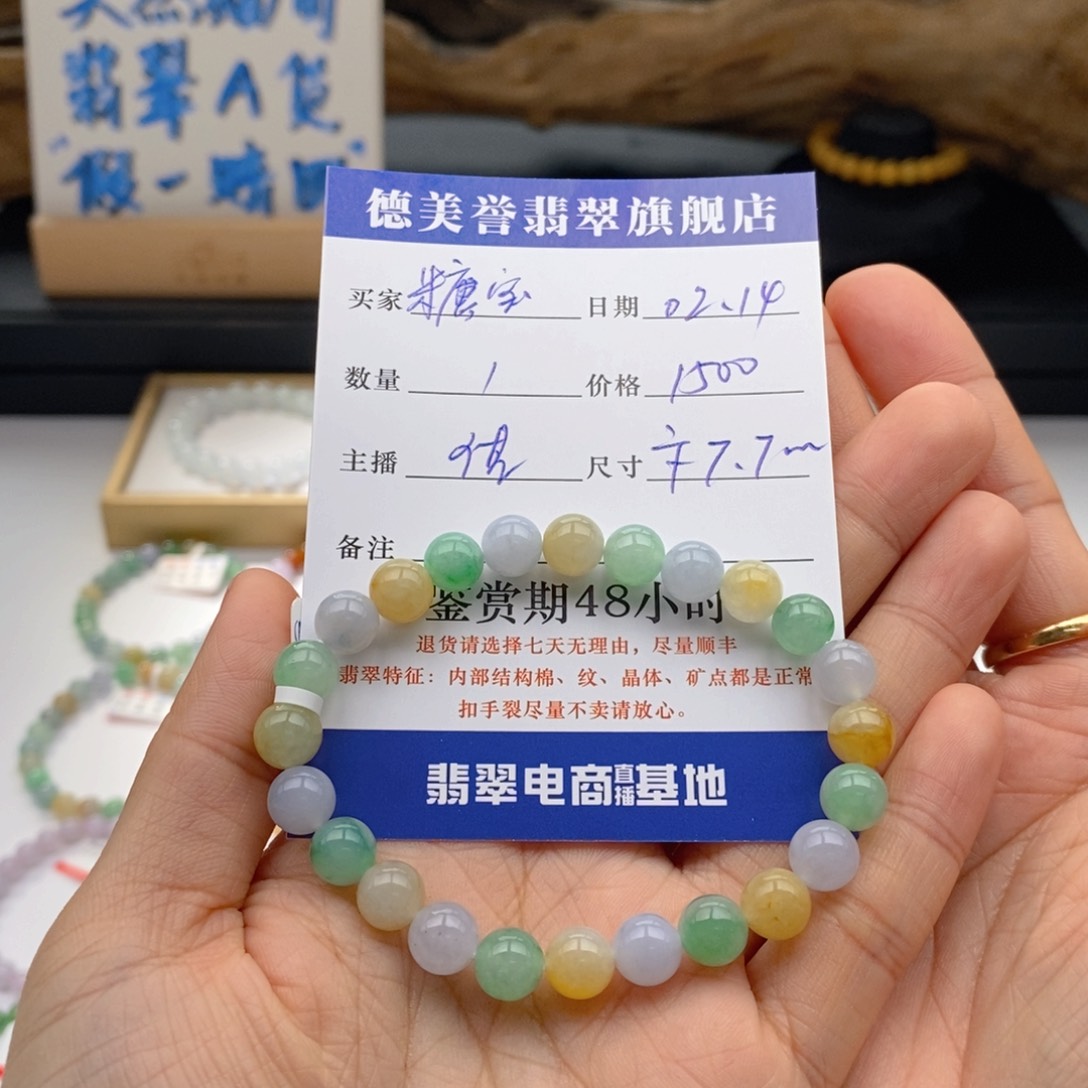 翡翠A货
德美誉翡翠旗舰店
买家 糖宝 日期 02.14
数量 1 价格 1500
主播 尺寸 7.7m
备注
鉴赏期48小时
退货请选择七天无理由，尽量顺丰
翡翠特征：内部结构棉、纹、晶体、矿点都是正常
扣手裂尽量不卖请放心。
翡翠电商直播基地